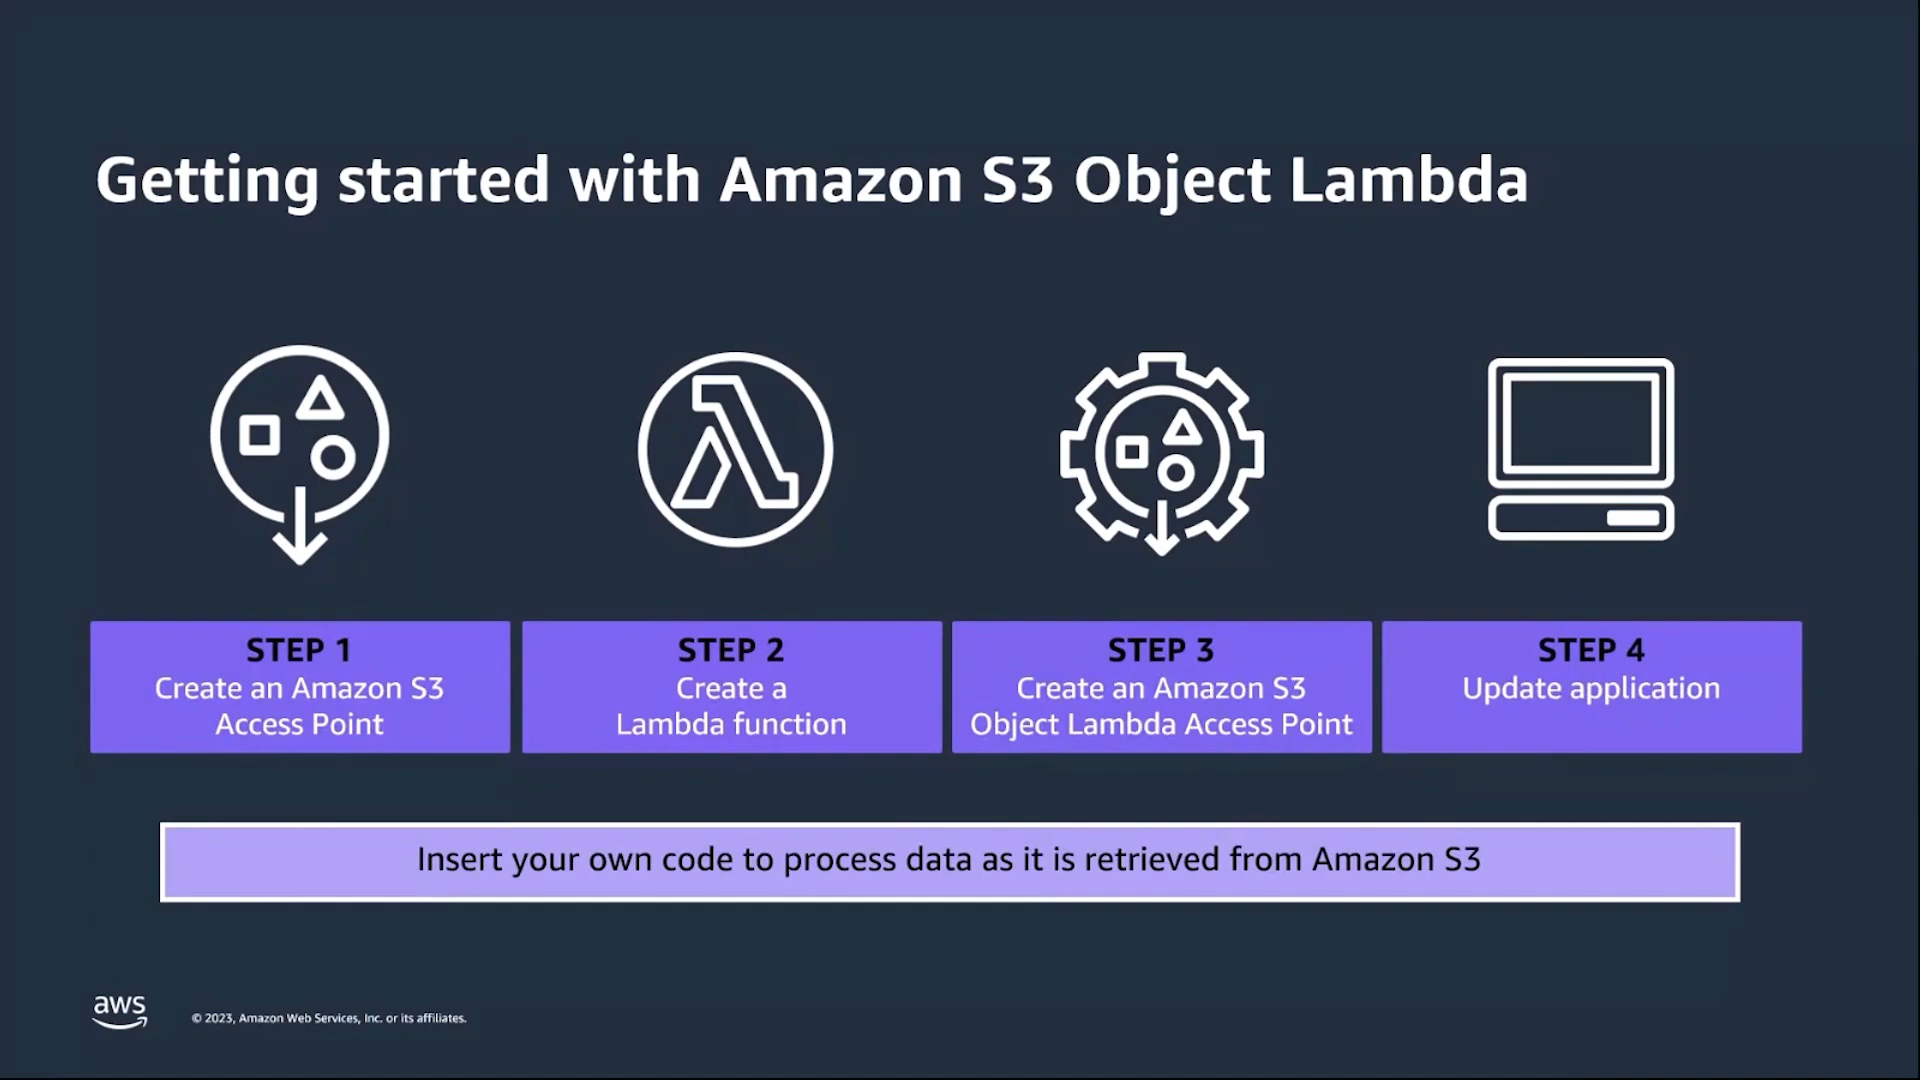 Getting started with Amazon S3 Object Lambda
STEP 1
Create an Amazon S3
Access Point
STEP 2
Create a
Lambda function
STEP 3
Create an Amazon S3
Object Lambda Access Point
STEP 4
Update application
Insert your own code to process data as it is retrieved from Amazon S3
aws
© 2023, Amazon Web Services, Inc. or its affiliates.